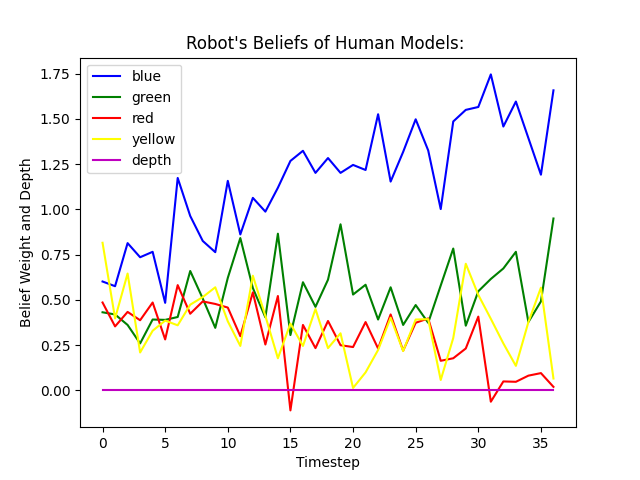 Robot's Beliefs of Human Models:
blue
green
red
yellow
depth
Belief Weight and Depth
1.75
1.50
1.25
1.00
0.75
0.50
0.25
0.00
0 5 10 15 20 25 30 35
Timestep